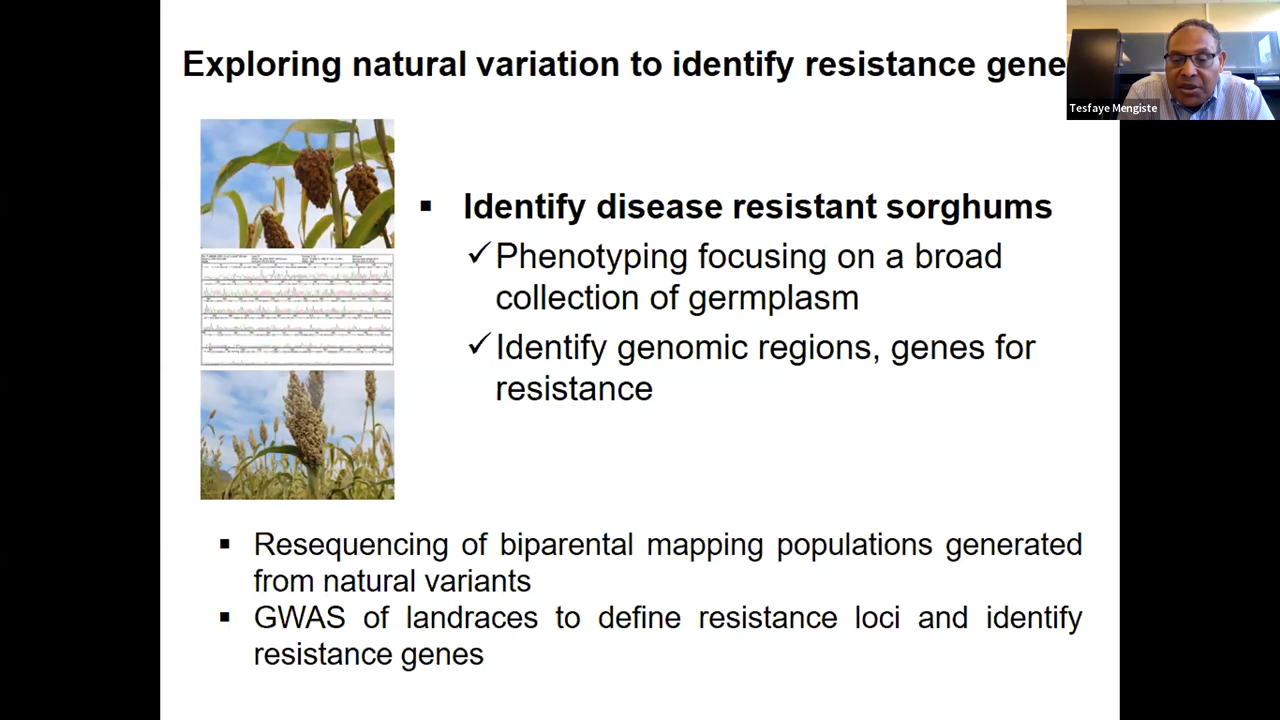 Exploring natural variation to identify resistance gene
Tesfaye Mengiste
▪ Identify disease resistant sorghums
✓Phenotyping focusing on a broad
collection of germplasm
✓Identify genomic regions, genes for
resistance
▪ Resequencing of biparental mapping populations generated
from natural variants
▪ GWAS of landraces to define resistance loci and identify
resistance genes